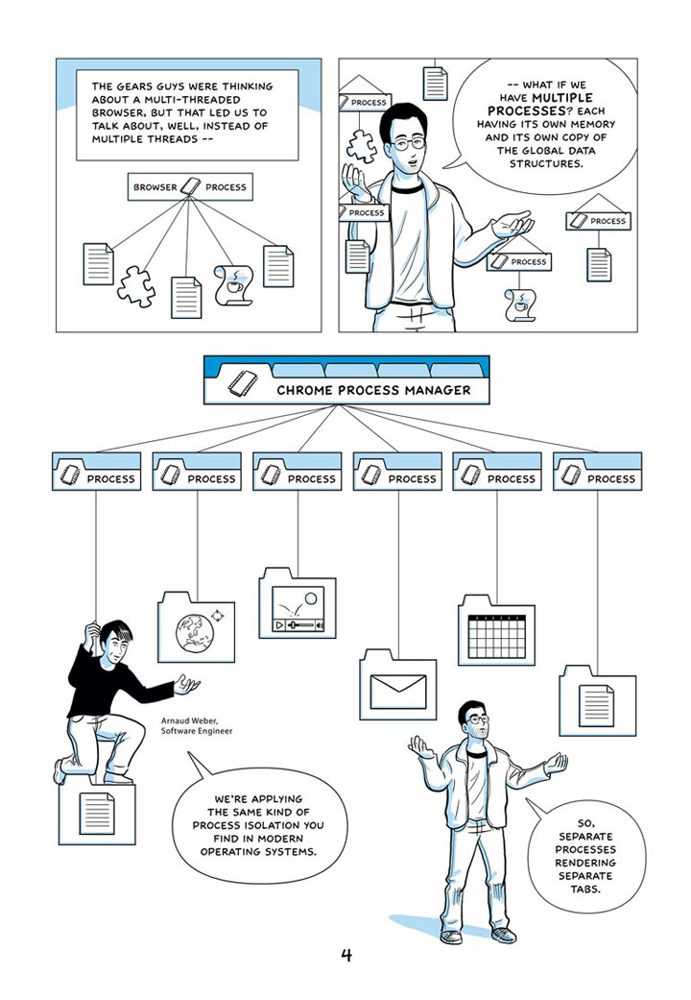 THE GEARS GUYS WERE THINKING
ABOUT A MULTI-THREADED
BROWSER, BUT THAT LED US TO
TALK ABOUT, WELL, INSTEAD OF
MULTIPLE THREADS --
BROWSER PROCESS
-- WHAT IF WE
HAVE MULTIPLE
PROCESSES? EACH
HAVING ITS OWN MEMORY
AND ITS OWN COPY OF
THE GLOBAL DATA
STRUCTURES.
PROCESS
PROCESS
PROCESS
PROCESS
CHROME PROCESS MANAGER
PROCESS
PROCESS
PROCESS
PROCESS
PROCESS
PROCESS
Arnaud Weber,
Software Engineer
WE'RE APPLYING
THE SAME KIND OF
PROCESS ISOLATION YOU
FIND IN MODERN
OPERATING SYSTEMS.
SO,
SEPARATE
PROCESSES
RENDERING
SEPARATE
TABS.
4